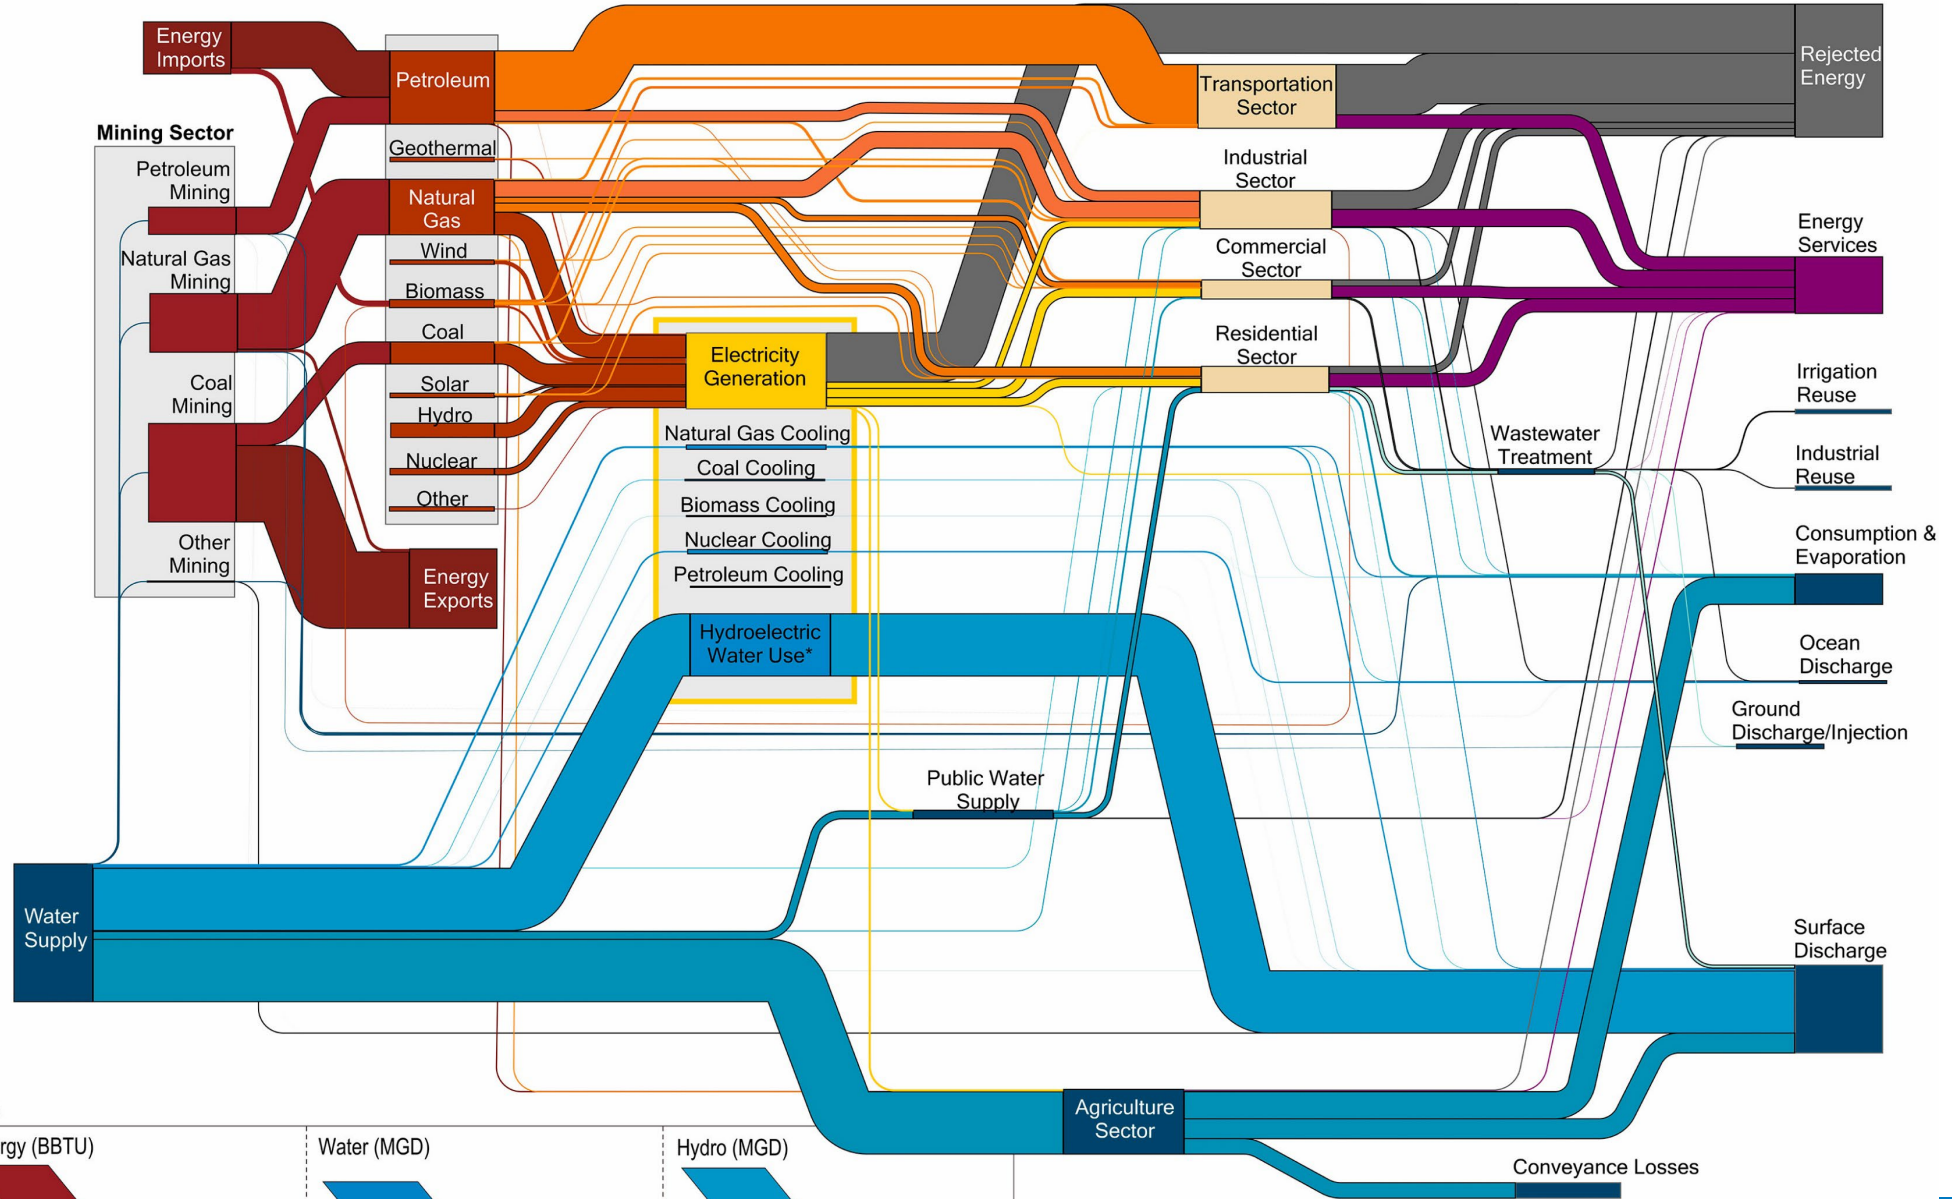 Energy
Imports
Petroleum
Transportation
Sector
Rejected
Energy
Mining Sector
Petroleum
Mining
Geothermal
Natural
Gas
Industrial
Sector
Energy
Services
Natural Gas
Mining
Wind
Commercial
Sector
Biomass
Coal
Electricity
Generation
Residential
Sector
Coal
Mining
Solar
Hydro
Irrigation
Reuse
Nuclear
Natural Gas Cooling
Wastewater
Treatment
Industrial
Reuse
Coal Cooling
Other
Biomass Cooling
Other
Mining
Nuclear Cooling
Consumption &
Evaporation
Energy
Exports
Petroleum Cooling
Hydroelectric
Water Use*
Ocean
Discharge
Ground
Discharge/Injection
Public Water
Supply
Water
Supply
Surface
Discharge
Agriculture
Sector
rgy (BBTU)
Water (MGD)
Hydro (MGD)
Conveyance Losses